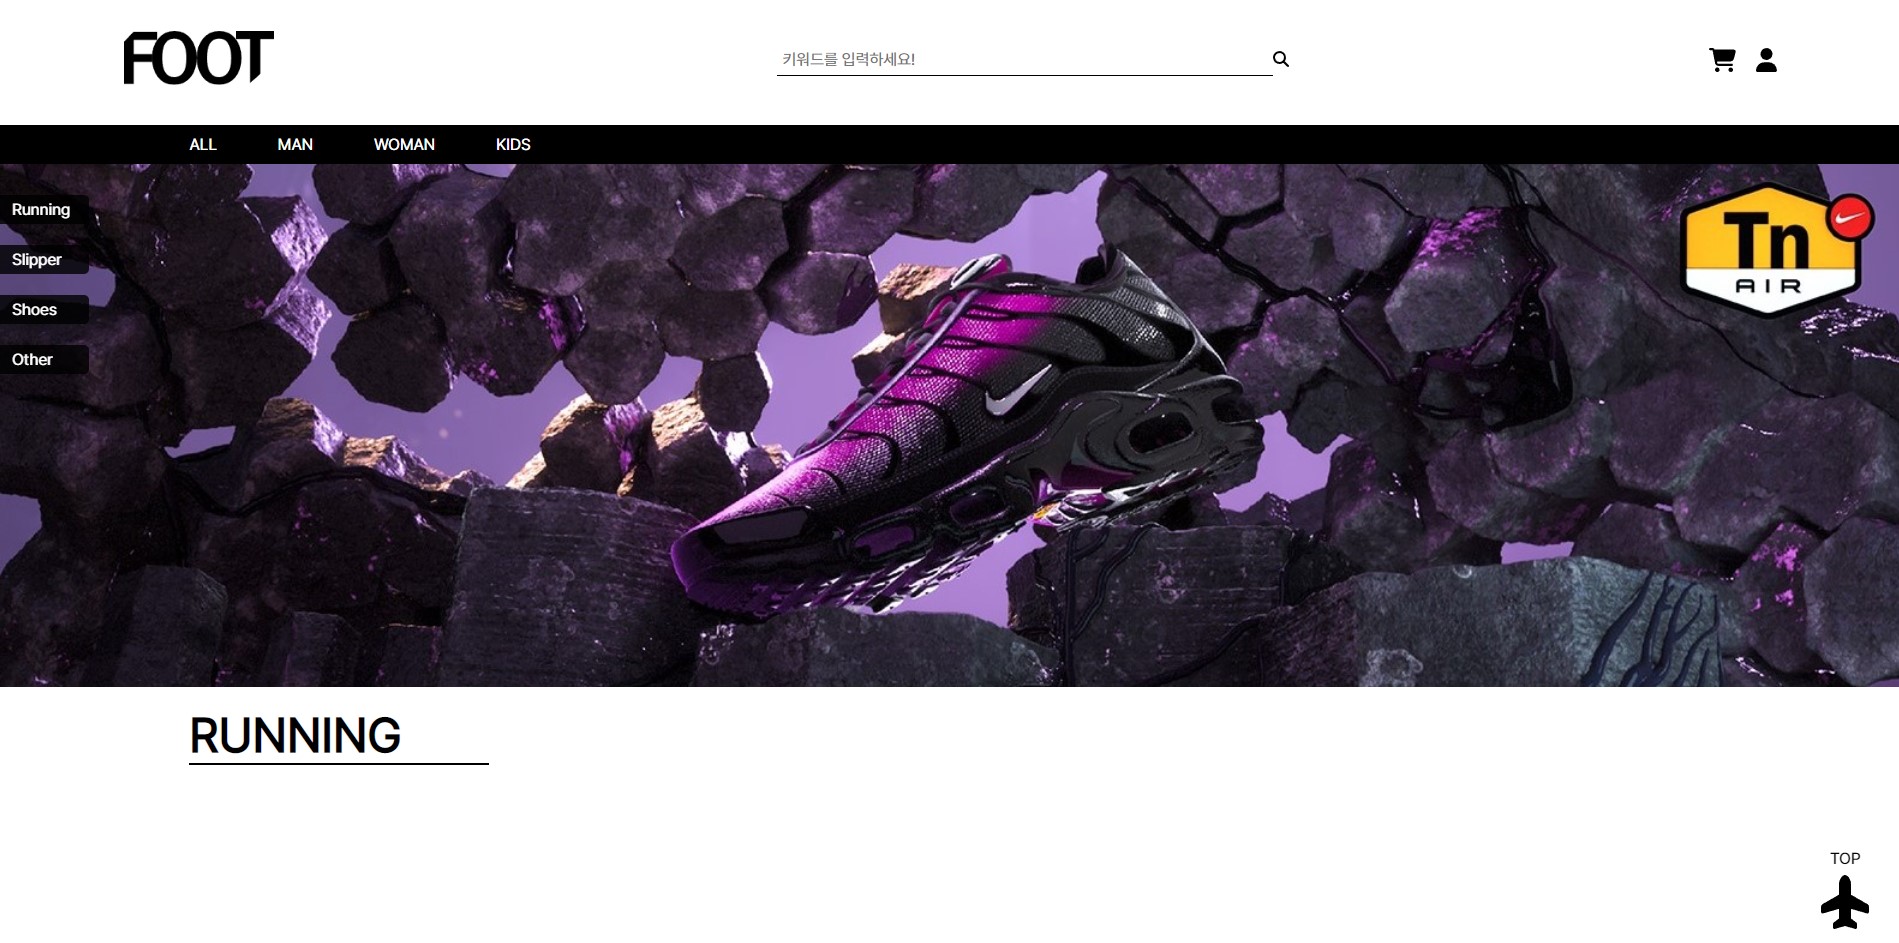 FOOT
키워드를 입력하세요!
ALL
MAN
WOMAN
KIDS
Running
Slipper
Shoes
Other
Tn
AIR
RUNNING
TOP